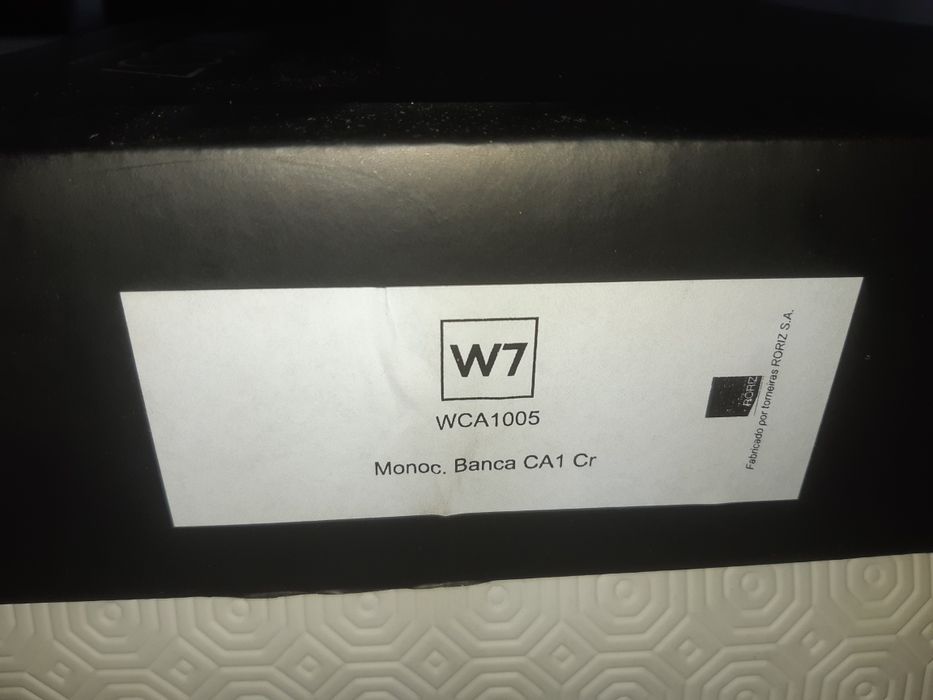 W7
WCA1005
Monoc. Banca CA1 Cr
RORIZ
Fabricado por torneiras RORIZ S.A.